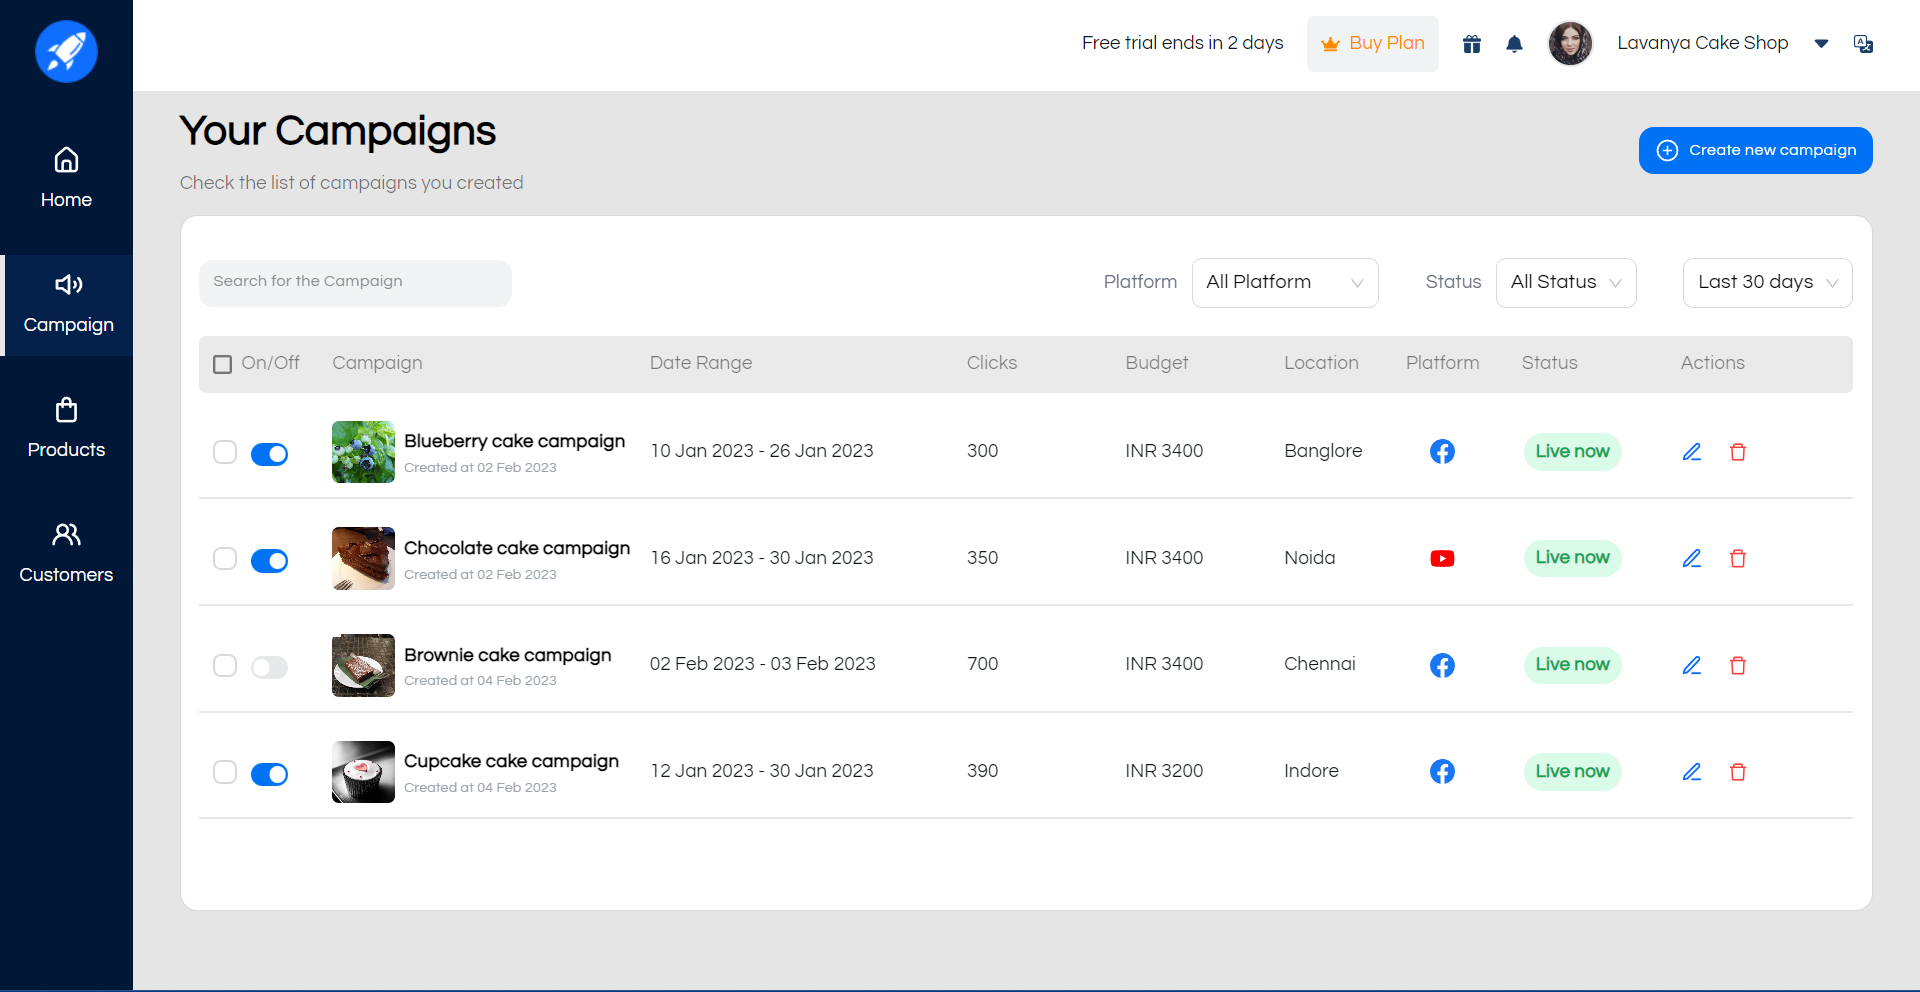 Free trial ends in 2 days
Buy Plan
Lavanya Cake Shop
Home
Campaign
Products
Customers
Your Campaigns
Check the list of campaigns you created
Create new campaign
Search for the Campaign
Platform All Platform Status All Status Last 30 days
On/Off Campaign Date Range Clicks Budget Location Platform Status Actions
Blueberry cake campaign
Created at 02 Feb 2023
10 Jan 2023 - 26 Jan 2023 300 INR 3400 Banglore Live now
Chocolate cake campaign
Created at 02 Feb 2023
16 Jan 2023 - 30 Jan 2023 350 INR 3400 Noida Live now
Brownie cake campaign
Created at 04 Feb 2023
02 Feb 2023 - 03 Feb 2023 700 INR 3400 Chennai Live now
Cupcake cake campaign
Created at 04 Feb 2023
12 Jan 2023 - 30 Jan 2023 390 INR 3200 Indore Live now